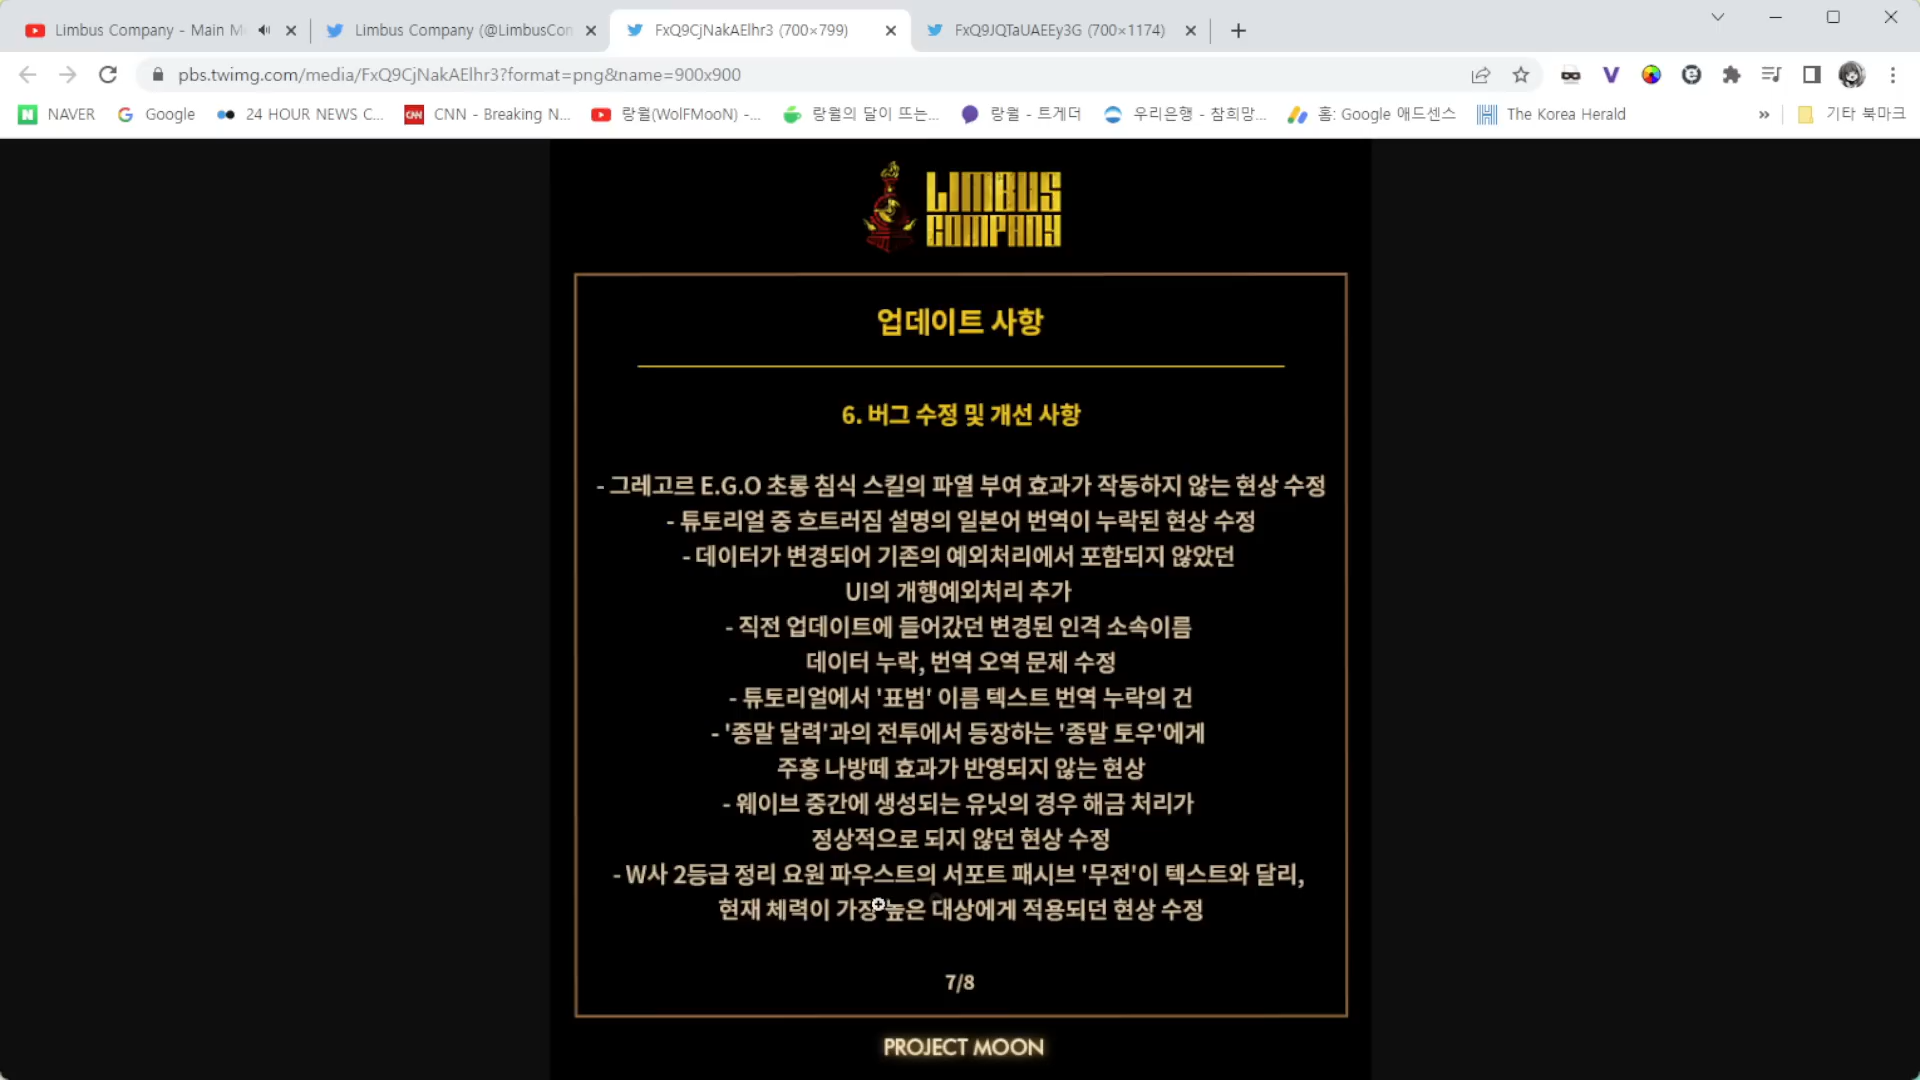 Limbus Company - Main M
Limbus Company (@LimbusCon
FxQ9CjNakAElhr3 (700×799)
FxQ9JQTaUAEEy3G (700×1174)
pbs.twimg.com/media/FxQ9CjNakAElhr3?format=png&name=900x900
NAVER
Google
24 HOUR NEWS C...
CNN - Breaking N...
랑월(WolFMooN) -...
랑월의 달이 뜨는...
랑월 - 트게더
우리은행 - 참희망...
홈: Google 애드센스
The Korea Herald
기타 북마크
LIMBUS
COMPANY
업데이트 사항
6. 버그 수정 및 개선 사항
- 그레고르 E.G.O 초롱 침식 스킬의 파열 부여 효과가 작동하지 않는 현상 수정
- 튜토리얼 중 흐트러짐 설명의 일본어 번역이 누락된 현상 수정
- 데이터가 변경되어 기존의 예외처리에서 포함되지 않았던
UI의 개행예외처리 추가
- 직전 업데이트에 들어갔던 변경된 인격 소속이름
데이터 누락, 번역 오역 문제 수정
- 튜토리얼에서 '표범' 이름 텍스트 번역 누락의 건
- '종말 달력'과의 전투에서 등장하는 '종말 토우'에게
주홍 나방떼 효과가 반영되지 않는 현상
- 웨이브 중간에 생성되는 유닛의 경우 해금 처리가
정상적으로 되지 않던 현상 수정
- W사 2등급 정리 요원 파우스트의 서포트 패시브 '무전'이 텍스트와 달리,
현재 체력이 가장 높은 대상에게 적용되던 현상 수정
7/8
PROJECT MOON